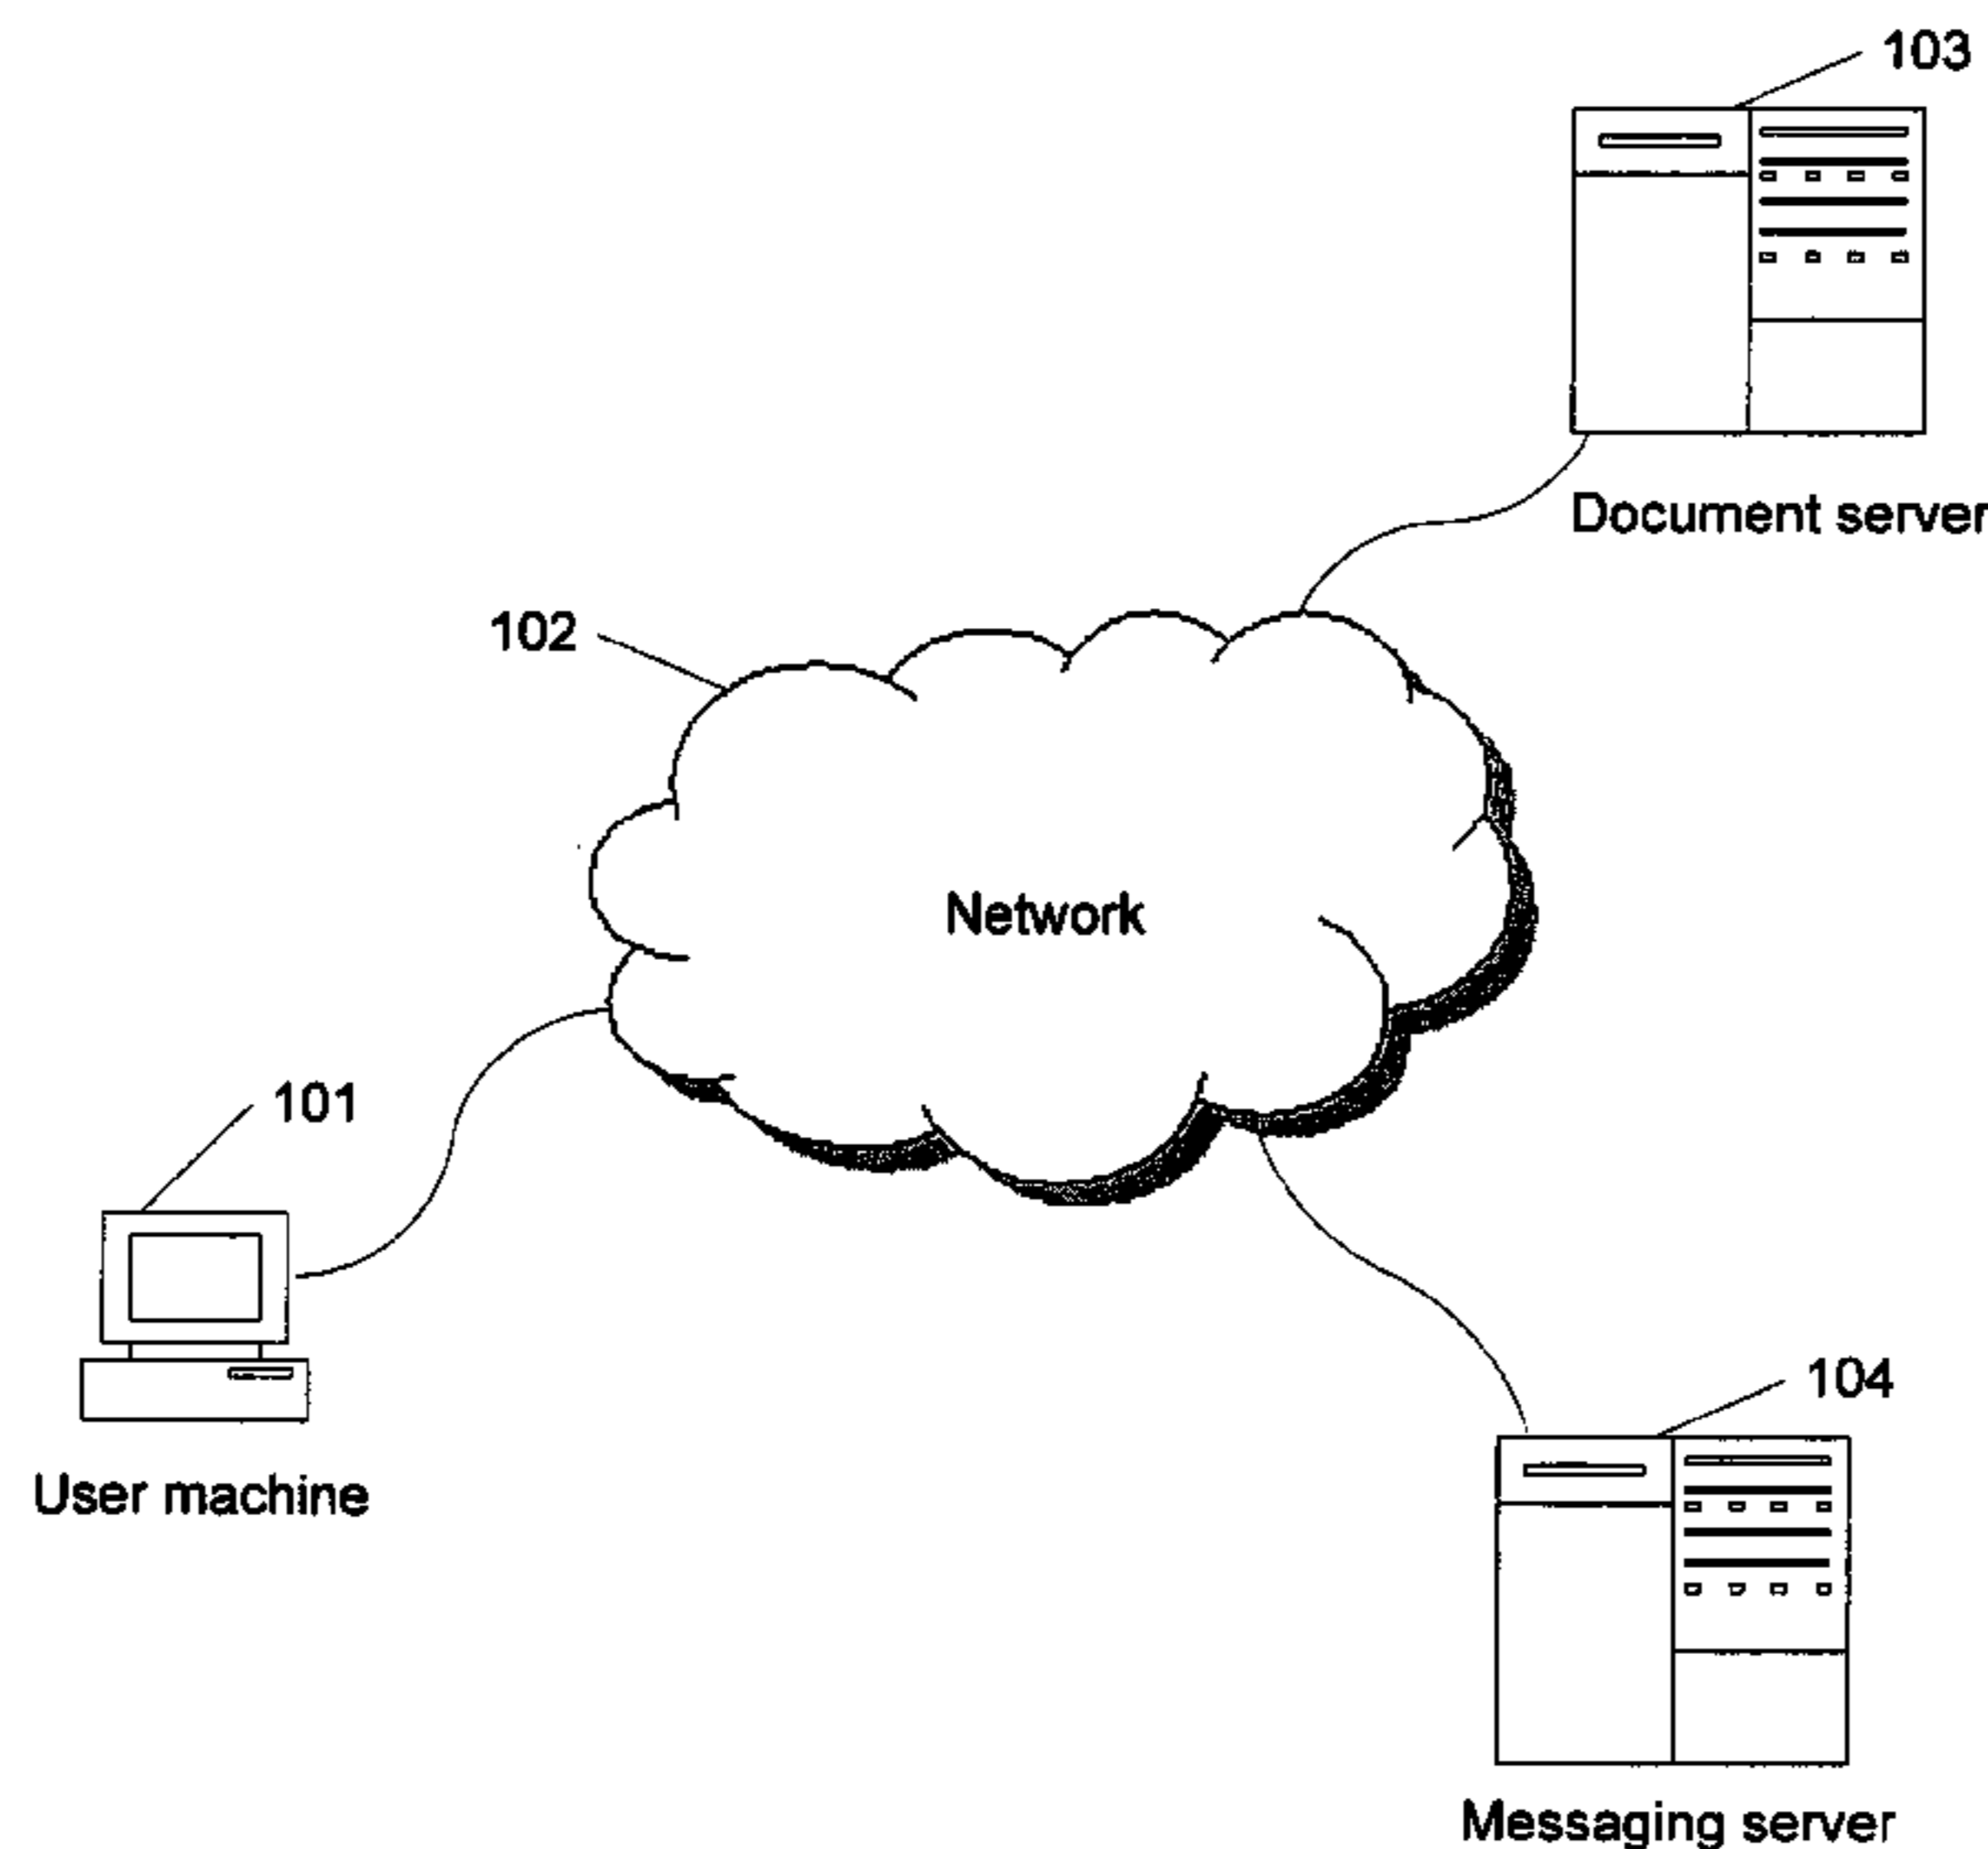 103
Document server
102
Network
101
User machine
104
Messaging server